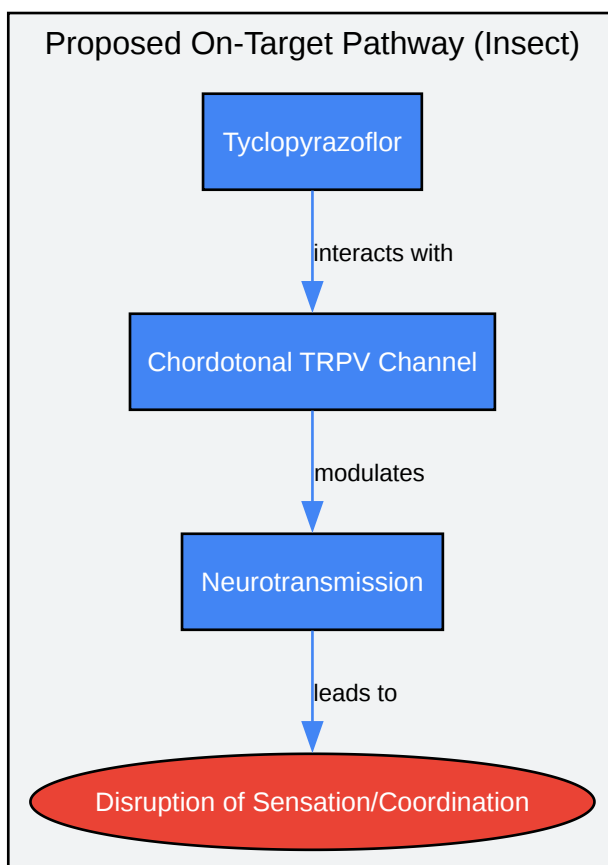 Proposed On-Target Pathway (Insect)
Tyclopyrazoflor
interacts with
Chordotonal TRPV Channel
modulates
Neurotransmission
leads to
Disruption of Sensation/Coordination